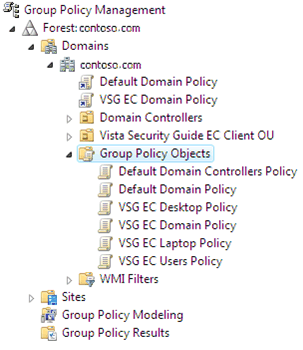 Group Policy Management
Forest: contoso.com
Domains
contoso.com
Default Domain Policy
VSG EC Domain Policy
Domain Controllers
Vista Security Guide EC Client OU
Group Policy Objects
Default Domain Controllers Policy
Default Domain Policy
VSG EC Desktop Policy
VSG EC Domain Policy
VSG EC Laptop Policy
VSG EC Users Policy
WMI Filters
Sites
Group Policy Modeling
Group Policy Results